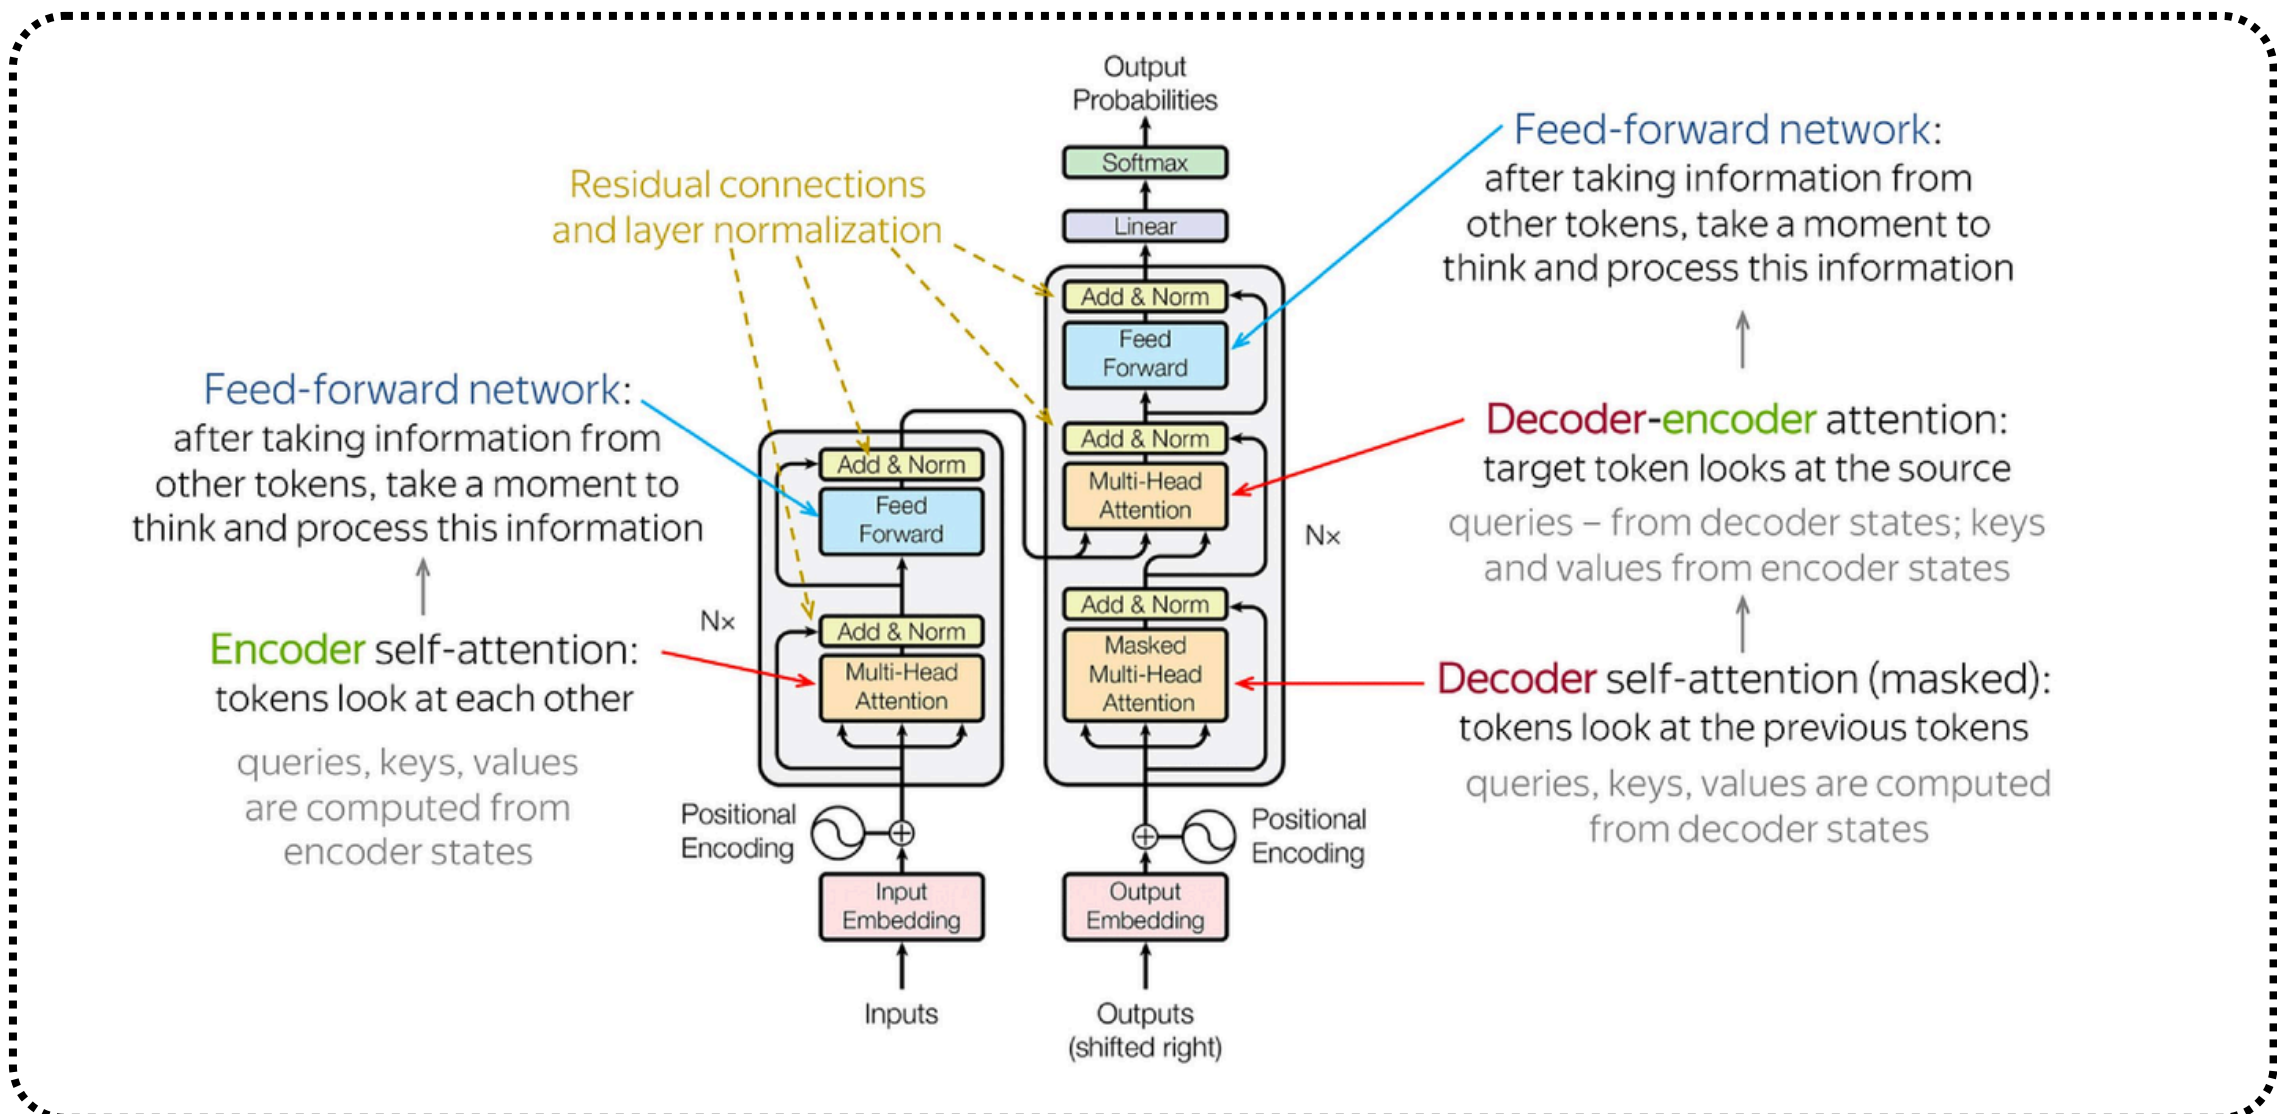 Output
Probabilities
Softmax
Linear
Add & Norm
Feed
Forward
Add & Norm
Multi-Head
Attention
Add & Norm
Masked
Multi-Head
Attention
Nx
Positional
Encoding
Output
Embedding
Outputs
(shifted right)
Residual connections
and layer normalization
Add & Norm
Feed
Forward
Add & Norm
Multi-Head
Attention
Nx
Positional
Encoding
Input
Embedding
Inputs
Feed-forward network:
after taking information from
other tokens, take a moment to
think and process this information
Encoder self-attention:
tokens look at each other
queries, keys, values
are computed from
encoder states
Feed-forward network:
after taking information from
other tokens, take a moment to
think and process this information
Decoder-encoder attention:
target token looks at the source
queries – from decoder states; keys
and values from encoder states
Decoder self-attention (masked):
tokens look at the previous tokens
queries, keys, values are computed
from decoder states